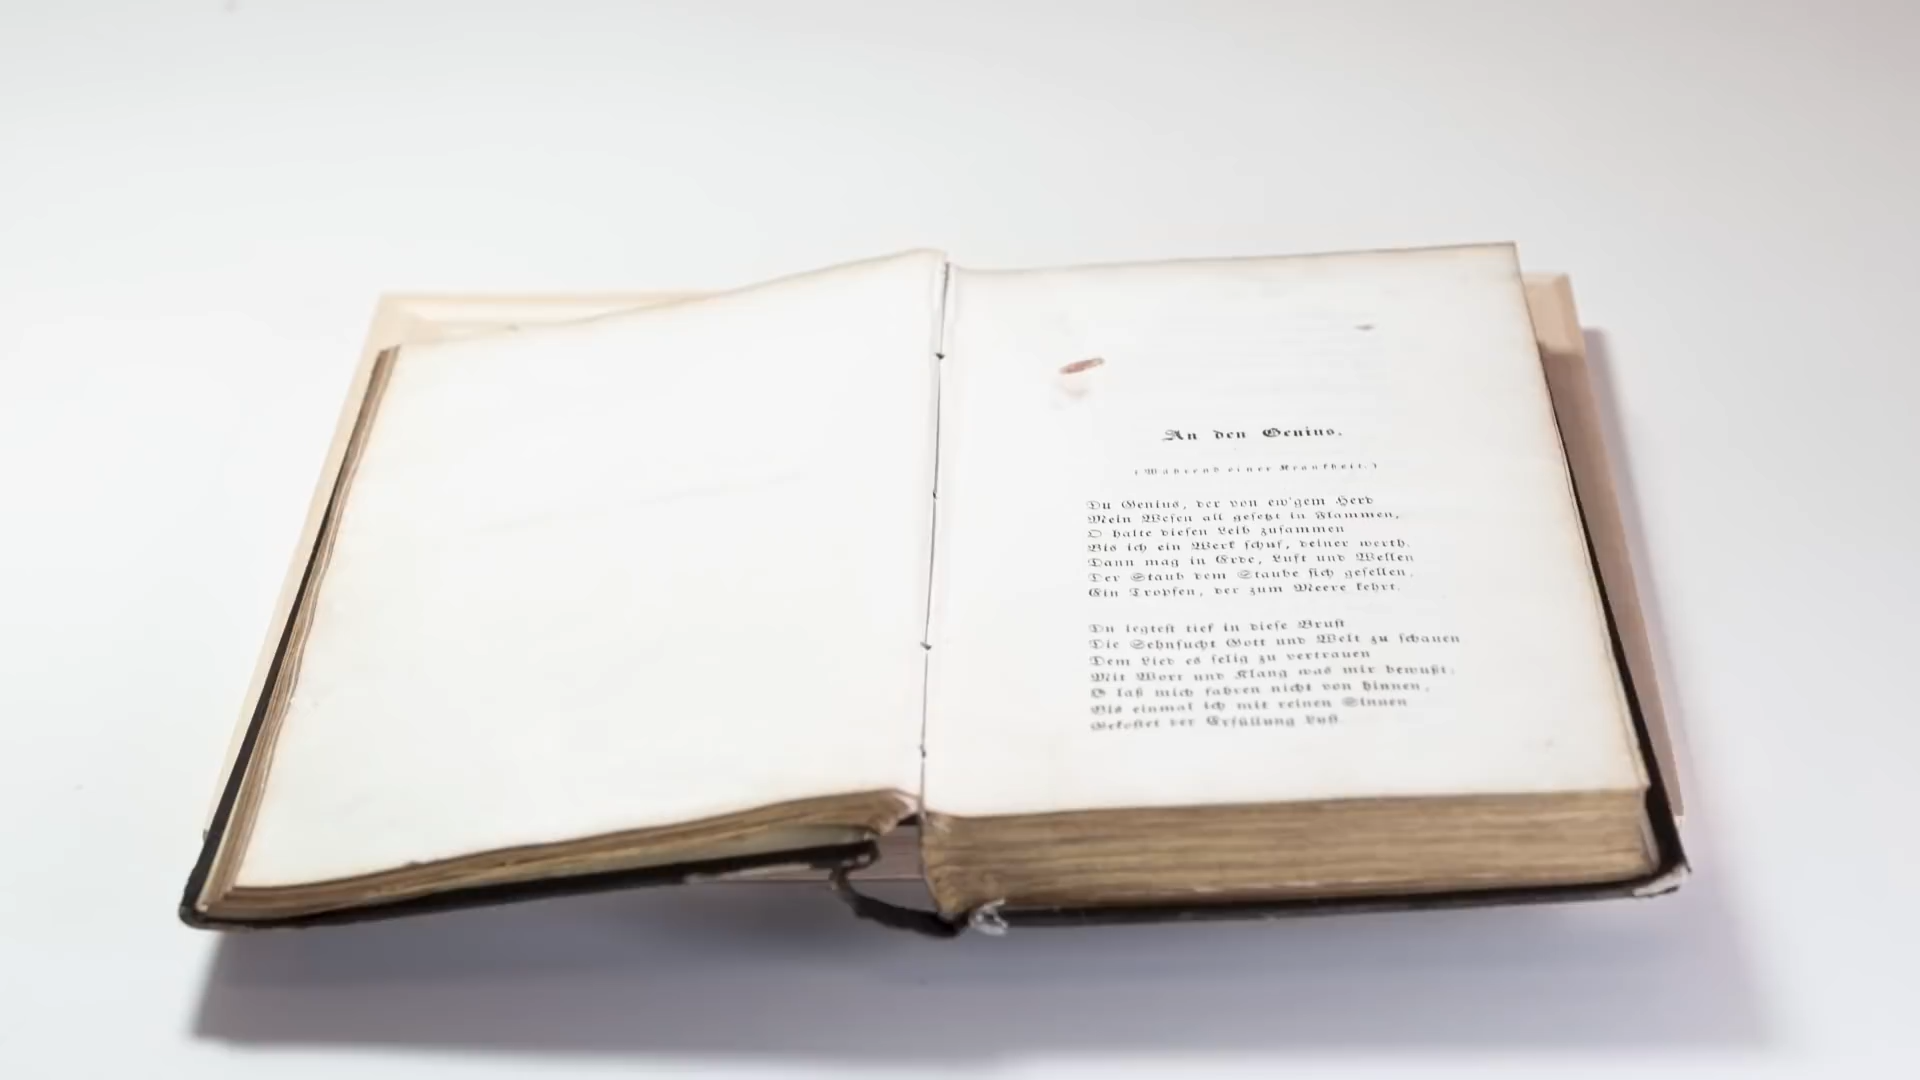 An den Genius.
(Während einer Krankheit.)
Du Genius, der von ew'gem Herd
Mein Wesen all gesetzt in Flammen,
O halte diesen Leib zusammen
Bis ich ein Werk schuf, deiner werth.
Dann mag in Erde, Luft und Wellen
Der Staub dem Staube sich gesellen,
Ein Tropfen, der zum Meere kehrt.
Du legtest tief in diese Brust
Die Sehnsucht Gott und Welt zu schauen
Dem Lied es selig zu vertrauen
Mit Wort und Klang was mir bewußt.
O laß mich fahren nicht von hinnen,
Bis einmal ich mit reinen Sinnen
Gekostet der Erfüllung Lust.